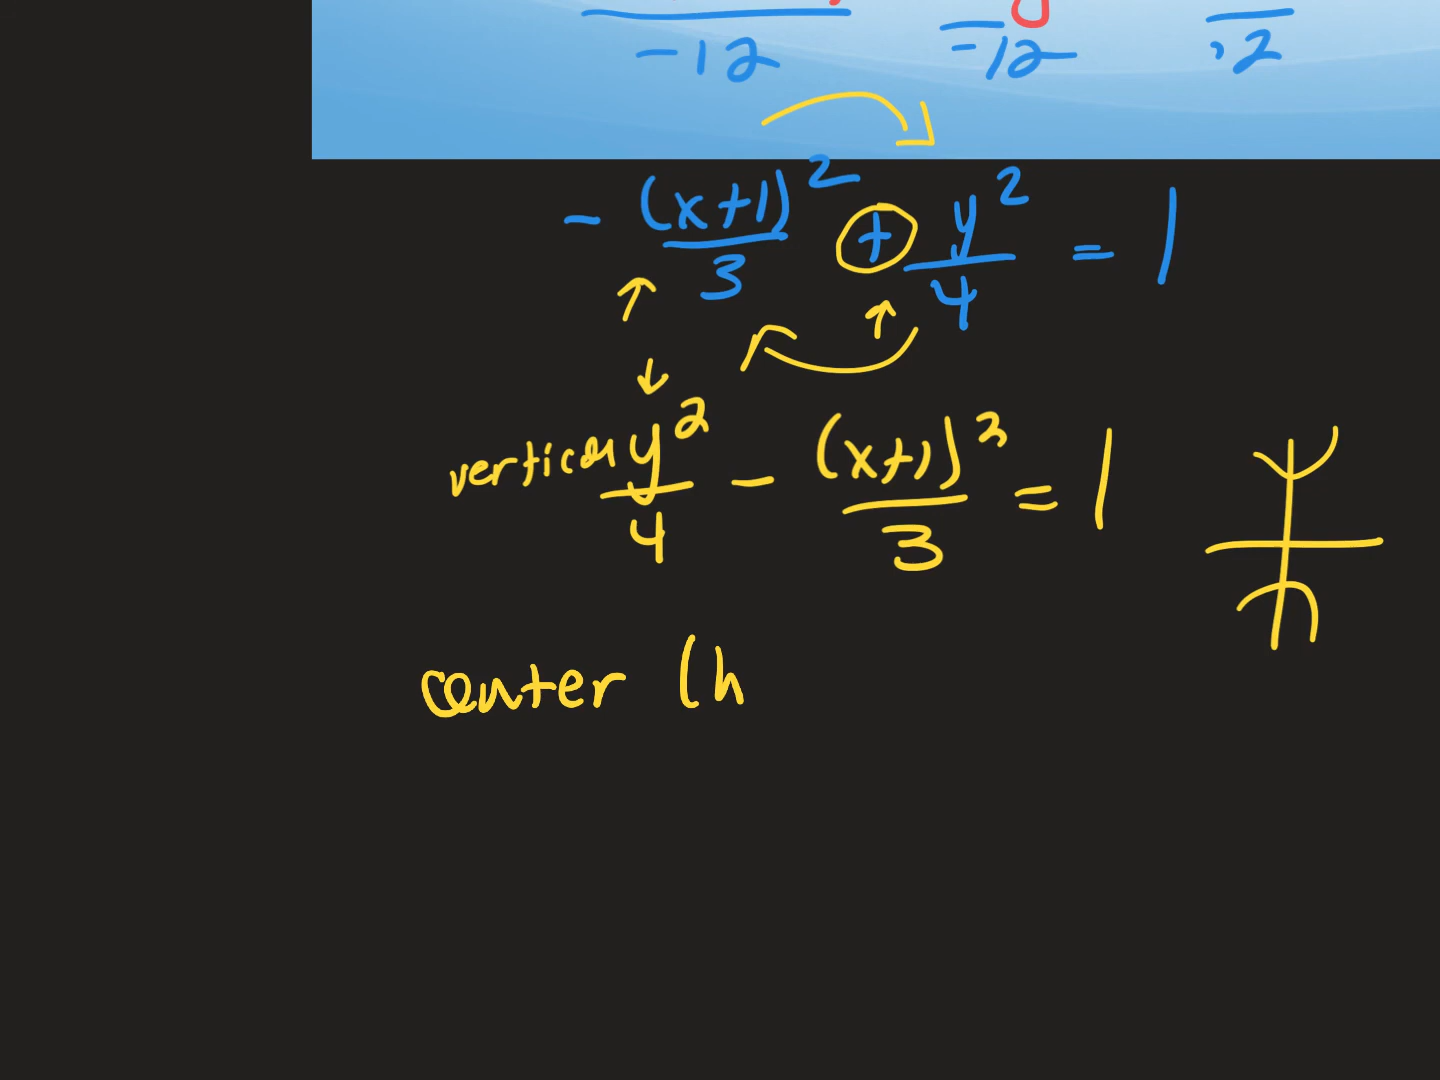 -12 -12 -12
- (x+1)² / 3 + y² / 4 = 1
vertical y² / 4 - (x+1)² / 3 = 1
center (h